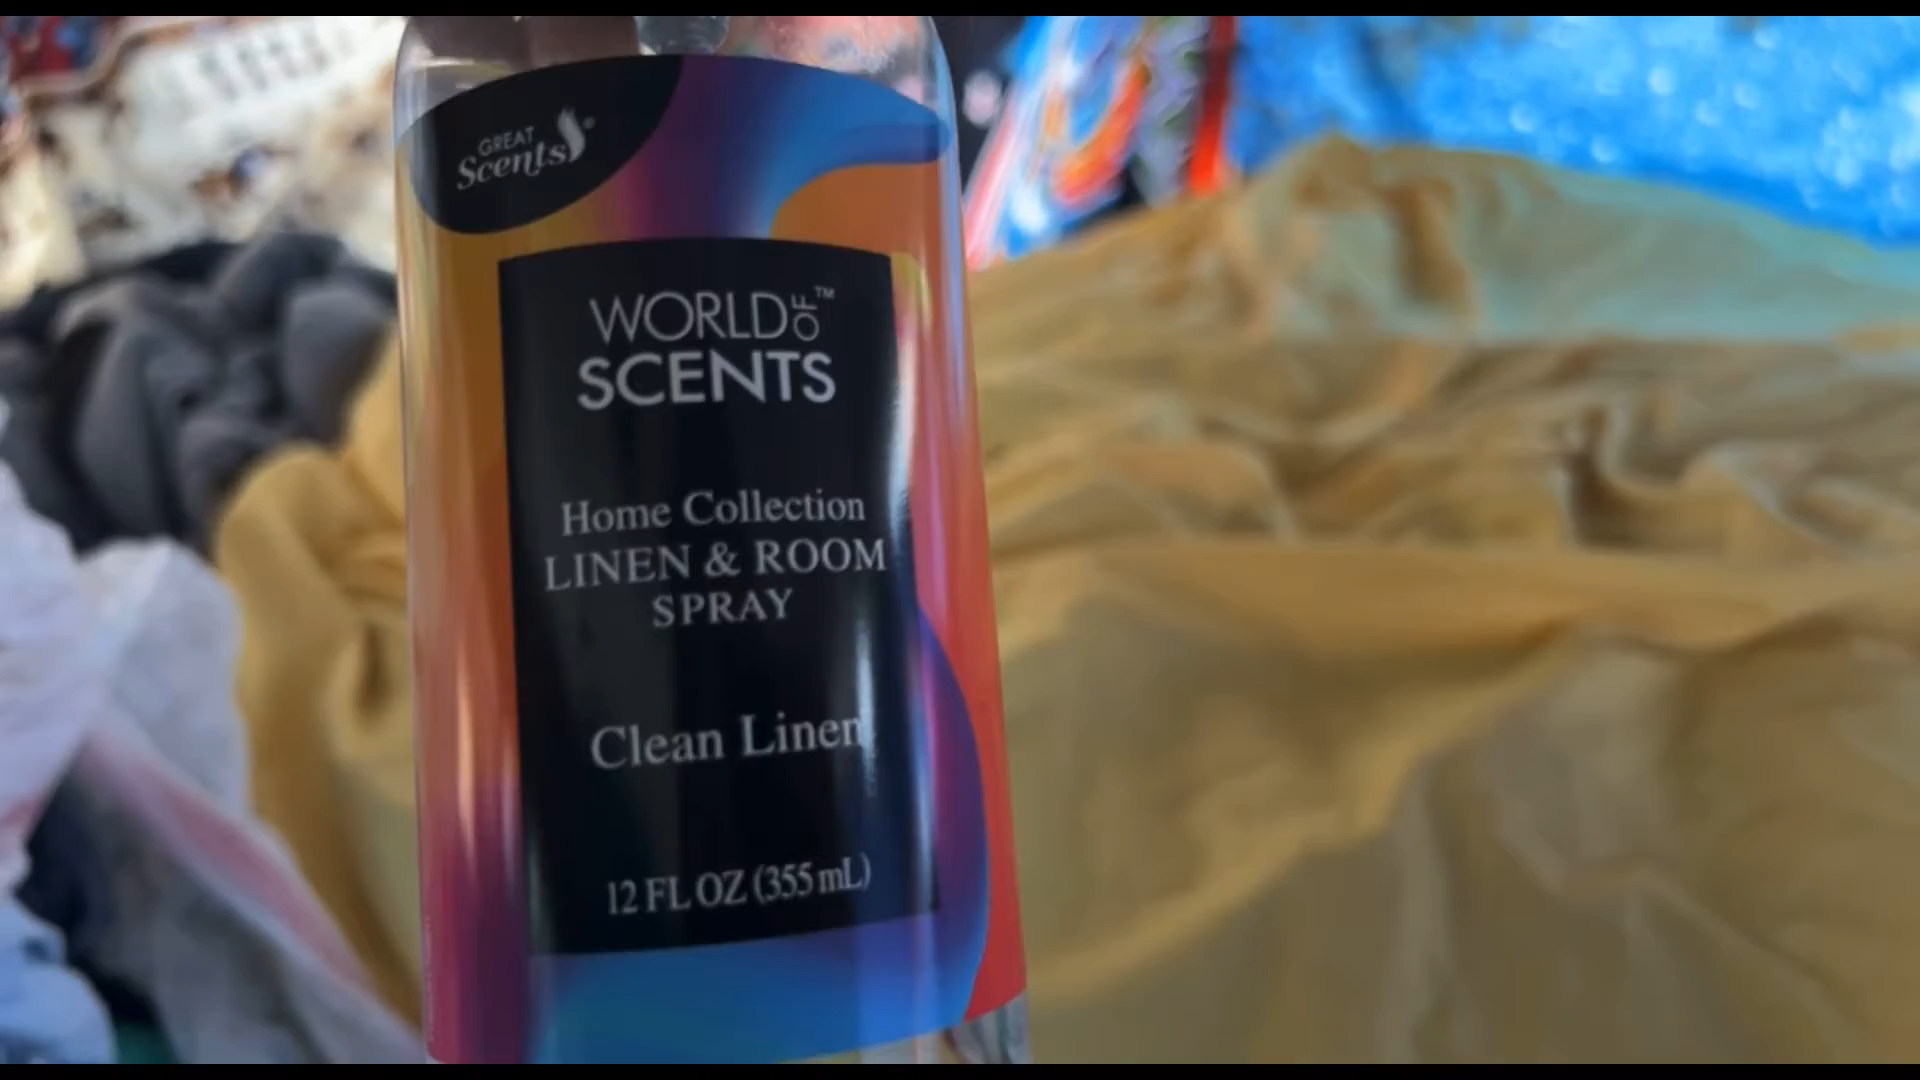 GREAT
Scents®
WORLD OF™
SCENTS
Home Collection
LINEN & ROOM
SPRAY
Clean Linen
12 FL OZ (355 mL)